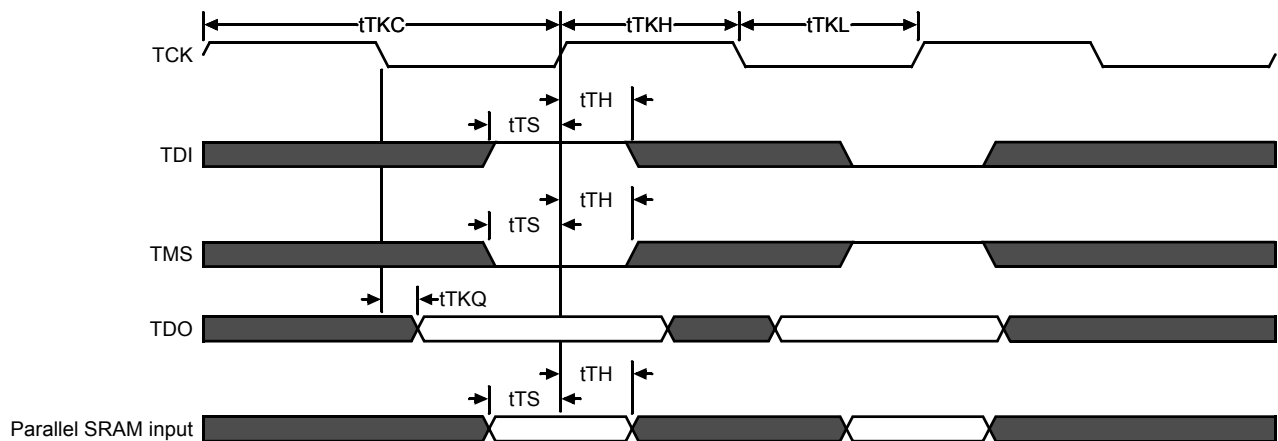 tTKC
tTKH
tTKL
TCK
tTH
tTS
TDI
tTH
tTS
TMS
tTKQ
TDO
tTH
tTS
Parallel SRAM input